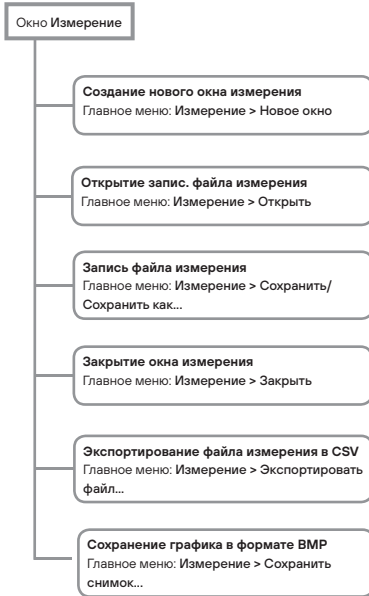 Окно Измерение
Создание нового окна измерения
Главное меню: Измерение > Новое окно
Открытие запис. файла измерения
Главное меню: Измерение > Открыть
Запись файла измерения
Главное меню: Измерение > Сохранить/
Сохранить как...
Закрытие окна измерения
Главное меню: Измерение > Закрыть
Экспортирование файла измерения в CSV
Главное меню: Измерение > Экспортировать
файл...
Сохранение графика в формате BMP
Главное меню: Измерение > Сохранить
снимок...